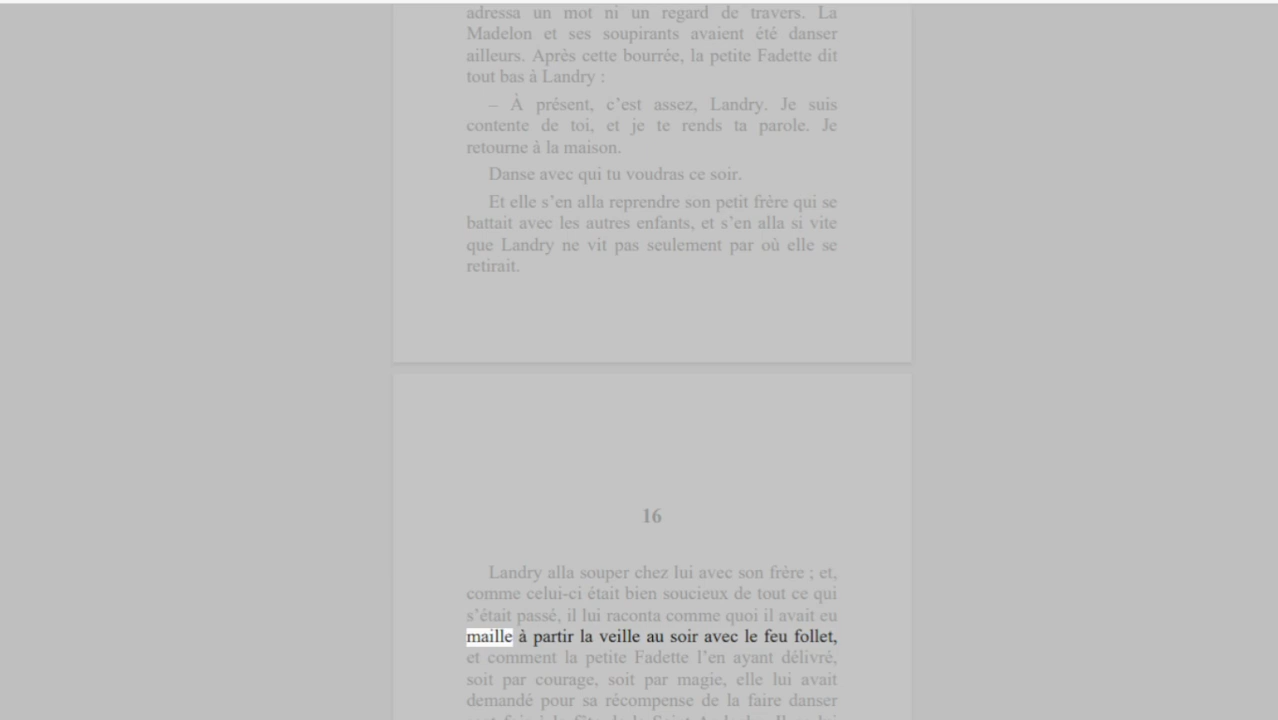 adressa un mot ni un regard de travers. La
Madelon et ses soupirants avaient été danser
ailleurs. Après cette bourrée, la petite Fadette dit
tout bas à Landry :
– À présent, c’est assez, Landry. Je suis
contente de toi, et je te rends ta parole. Je
retourne à la maison.
Danse avec qui tu voudras ce soir.
Et elle s’en alla reprendre son petit frère qui se
battait avec les autres enfants, et s’en alla si vite
que Landry ne vit pas seulement par où elle se
retirait.
16
Landry alla souper chez lui avec son frère ; et,
comme celui-ci était bien soucieux de tout ce qui
s’était passé, il lui raconta comme quoi il avait eu
maille à partir la veille au soir avec le feu follet,
et comment la petite Fadette l’en ayant délivré,
soit par courage, soit par magie, elle lui avait
demandé pour sa récompense de la faire danser